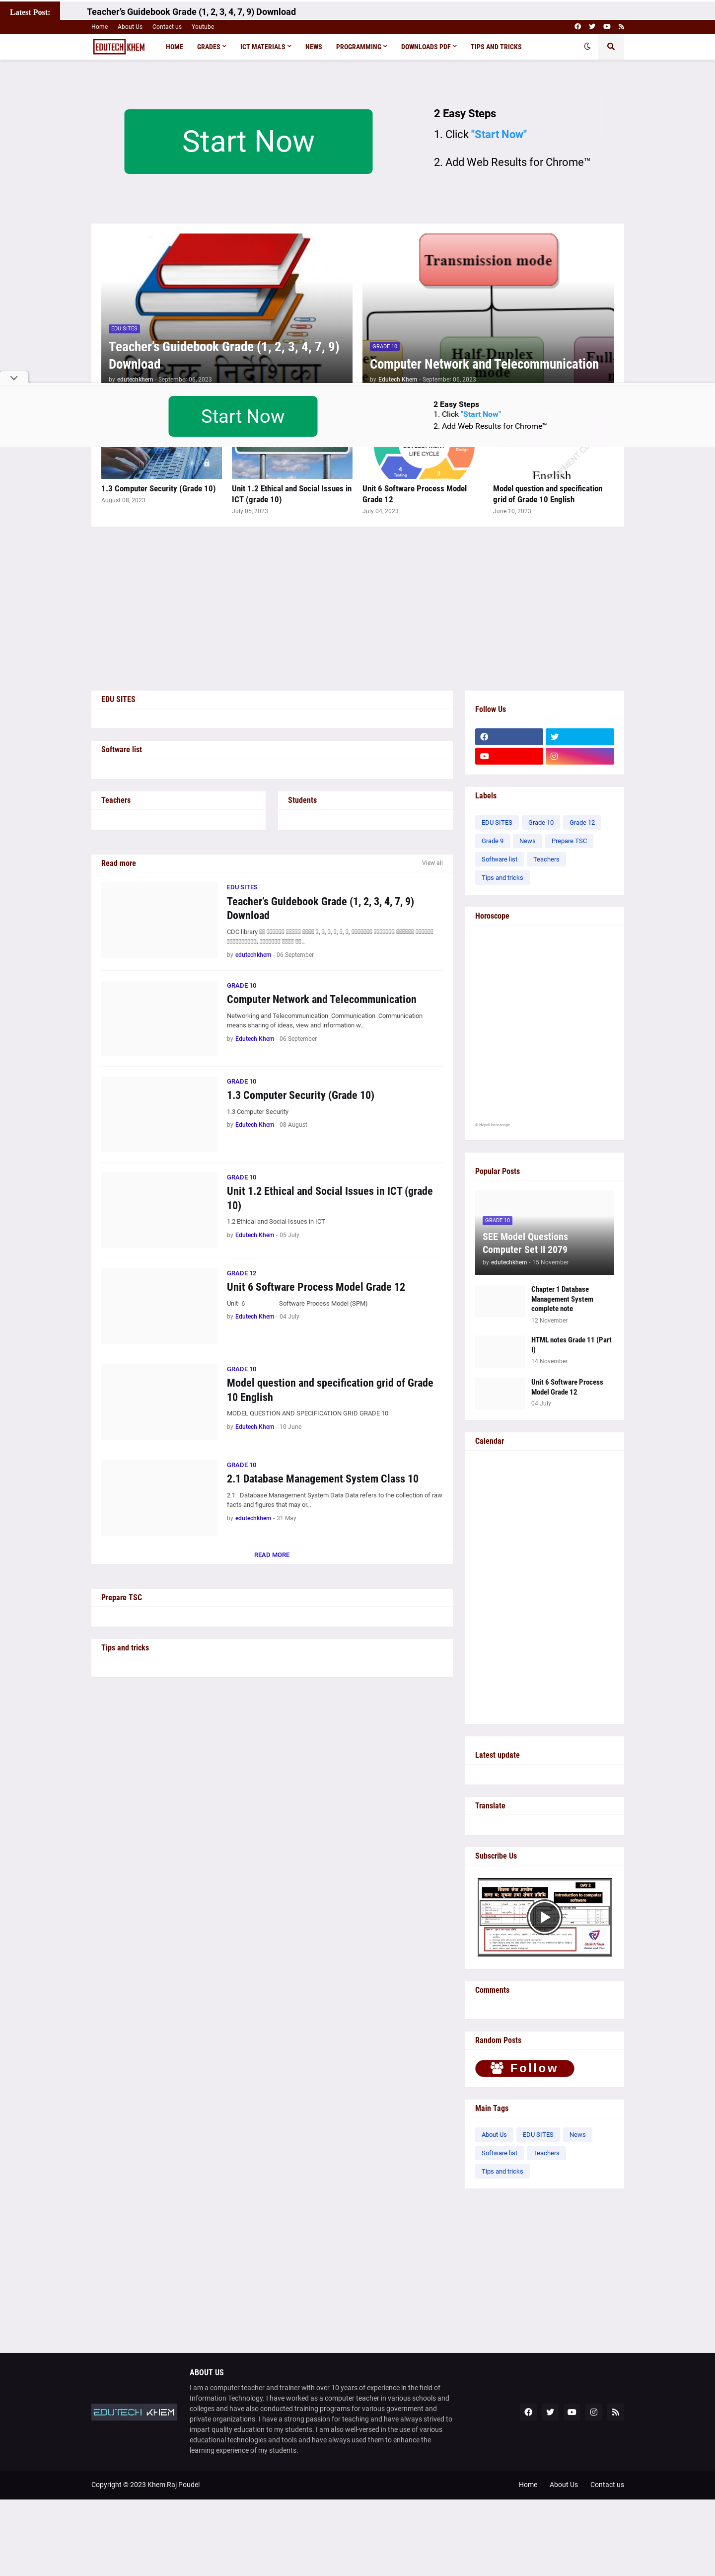 Latest Post:
Teacher's Guidebook Grade (1, 2, 3, 4, 7, 9) Download
Home About Us Contact us Youtube
EDUTECH KHEM
HOME GRADES ICT MATERIALS NEWS PROGRAMMING DOWNLOADS PDF TIPS AND TRICKS
Start Now
2 Easy Steps
1. Click "Start Now"
2. Add Web Results for Chrome™
EDU SITES
Teacher's Guidebook Grade (1, 2, 3, 4, 7, 9)
Download
by edutechkhem - September 06, 2023
Transmission mode
Half-Duplex
mode
GRADE 10
Computer Network and Telecommunication
by Edutech Khem - September 06, 2023
Start Now
2 Easy Steps
1. Click "Start Now"
2. Add Web Results for Chrome™
LIFE CYCLE
English
1.3 Computer Security (Grade 10)
August 08, 2023
Unit 1.2 Ethical and Social Issues in
ICT (grade 10)
July 05, 2023
Unit 6 Software Process Model
Grade 12
July 04, 2023
Model question and specification
grid of Grade 10 English
June 10, 2023
EDU SITES
Software list
Teachers
Students
Read more
View all
EDU SITES
Teacher's Guidebook Grade (1, 2, 3, 4, 7, 9)
Download
CDC library
by edutechkhem - 06 September
GRADE 10
Computer Network and Telecommunication
Networking and Telecommunication Communication Communication
means sharing of ideas, view and information w...
by Edutech Khem - 06 September
GRADE 10
1.3 Computer Security (Grade 10)
1.3 Computer Security
by Edutech Khem - 08 August
GRADE 10
Unit 1.2 Ethical and Social Issues in ICT (grade
10)
1.2 Ethical and Social Issues in ICT
by Edutech Khem - 05 July
GRADE 12
Unit 6 Software Process Model Grade 12
Unit- 6 Software Process Model (SPM)
by Edutech Khem - 04 July
GRADE 10
Model question and specification grid of Grade
10 English
MODEL QUESTION AND SPECIFICATION GRID GRADE 10
by Edutech Khem - 10 June
GRADE 10
2.1 Database Management System Class 10
2.1 Database Management System Data Data refers to the collection of raw
facts and figures that may or...
by edutechkhem - 31 May
READ MORE
Prepare TSC
Tips and tricks
Follow Us
Labels
EDU SITES Grade 10 Grade 12
Grade 9 News Prepare TSC
Software list Teachers
Tips and tricks
Horoscope
© Nepali horoscope
Popular Posts
GRADE 10
SEE Model Questions
Computer Set II 2079
by edutechkhem - 15 November
Chapter 1 Database
Management System
complete note
12 November
HTML notes Grade 11 (Part
I)
14 November
Unit 6 Software Process
Model Grade 12
04 July
Calendar
Latest update
Translate
Subscribe Us
DAY 2
Introduction to computer
software
Comments
Random Posts
Follow
Main Tags
About Us EDU SITES News
Software list Teachers
Tips and tricks
EDUTECH KHEM
ABOUT US
I am a computer teacher and trainer with over 10 years of experience in the field of
Information Technology. I have worked as a computer teacher in various schools and
colleges and have also conducted training programs for various government and
private organizations. I have a strong passion for teaching and have always strived to
impart quality education to my students. I am also well-versed in the use of various
educational technologies and tools and have always used them to enhance the
learning experience of my students.
Copyright © 2023 Khem Raj Poudel
Home About Us Contact us